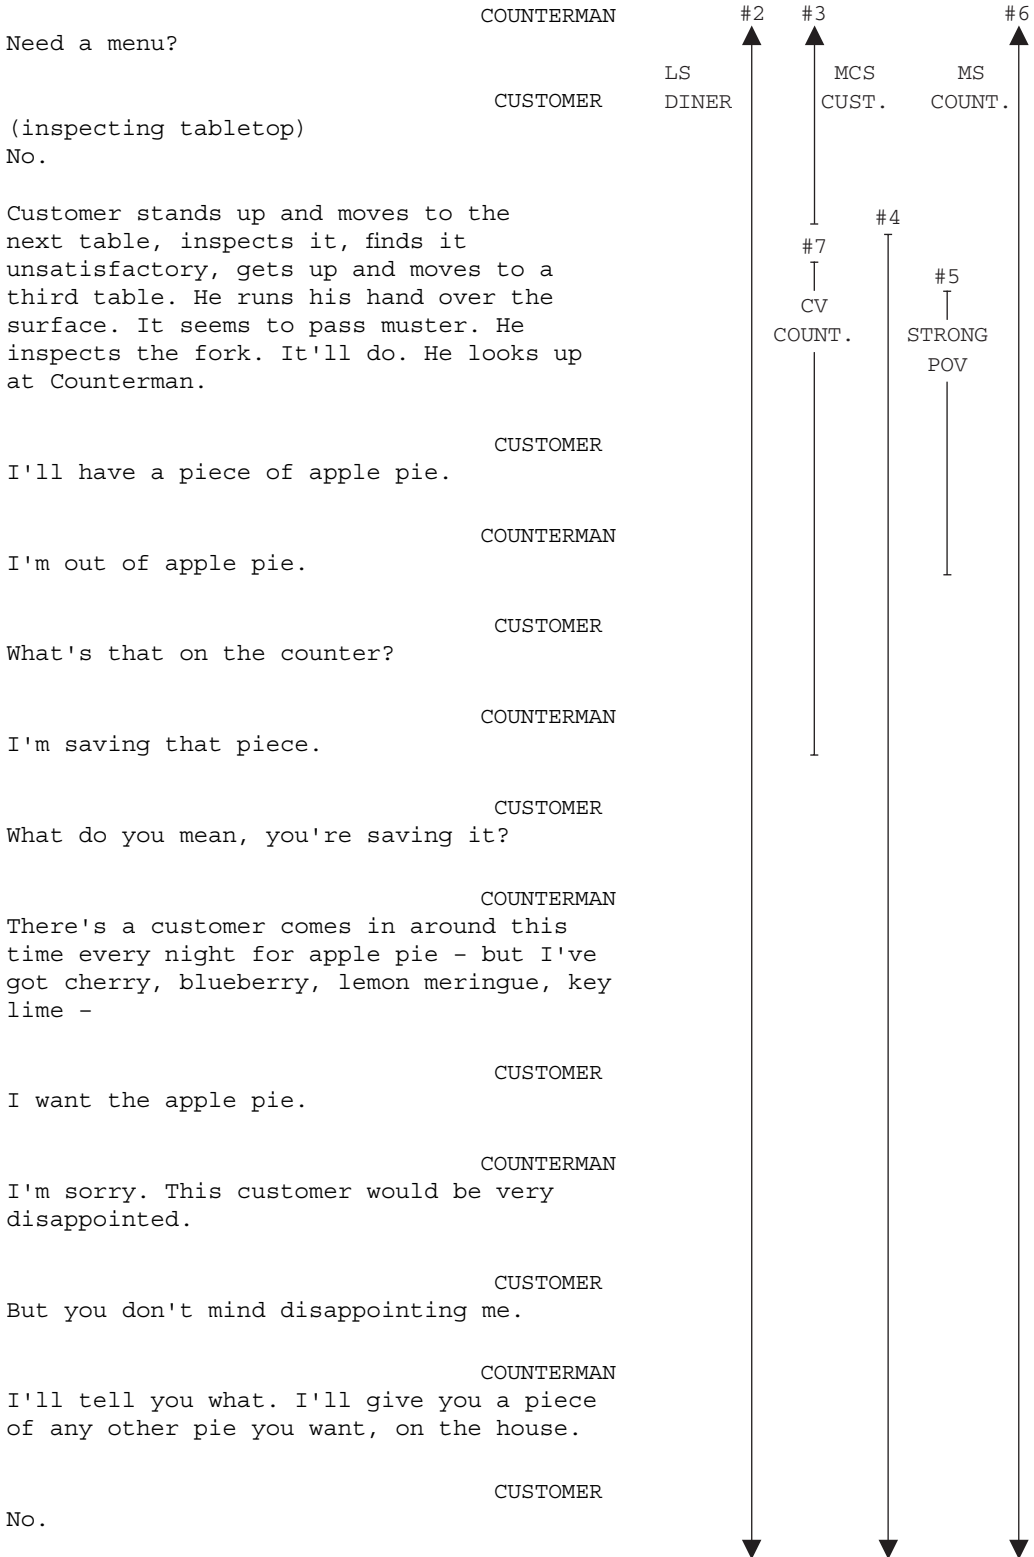 COUNTERMAN #2 #3 #6
Need a menu?
LS MCS MS
CUSTOMER DINER CUST. COUNT.
(inspecting tabletop)
No.
Customer stands up and moves to the
#4
next table, inspects it, finds it
#7
unsatisfactory, gets up and moves to a
#5
third table. He runs his hand over the
CV
surface. It seems to pass muster. He
COUNT. STRONG
inspects the fork. It'll do. He looks up
POV
at Counterman.
CUSTOMER
I'll have a piece of apple pie.
COUNTERMAN
I'm out of apple pie.
CUSTOMER
What's that on the counter?
COUNTERMAN
I'm saving that piece.
CUSTOMER
What do you mean, you're saving it?
COUNTERMAN
There's a customer comes in around this
time every night for apple pie – but I've
got cherry, blueberry, lemon meringue, key
lime –
CUSTOMER
I want the apple pie.
COUNTERMAN
I'm sorry. This customer would be very
disappointed.
CUSTOMER
But you don't mind disappointing me.
COUNTERMAN
I'll tell you what. I'll give you a piece
of any other pie you want, on the house.
CUSTOMER
No.